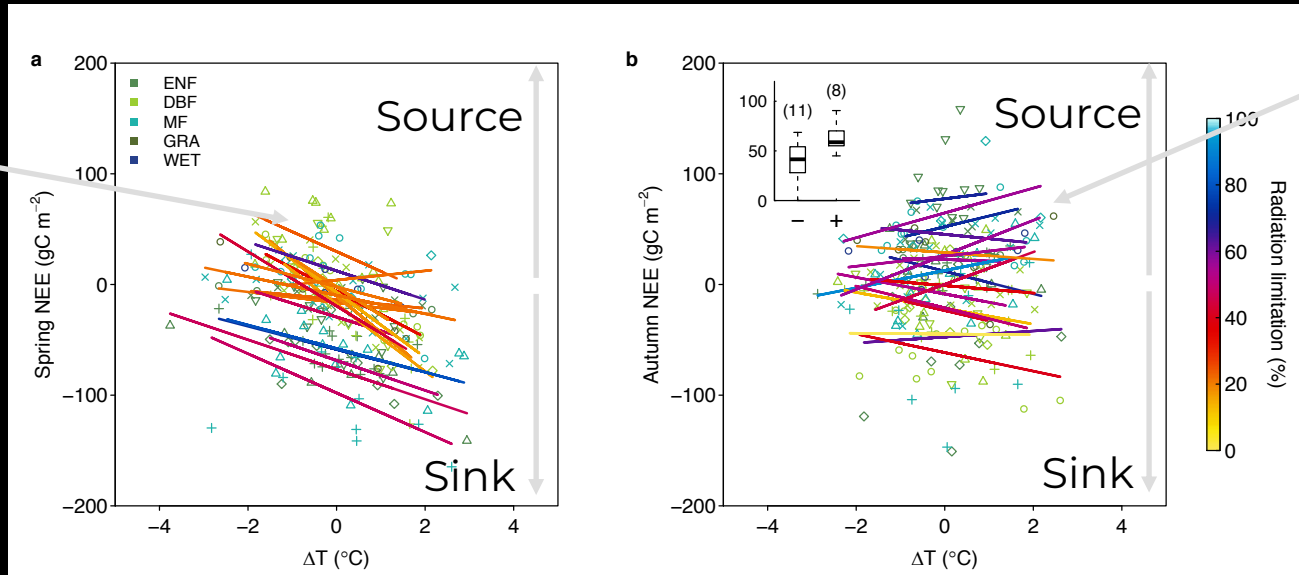 a
200
100
0
−100
−200
Spring NEE (gC m−2)
ENF
DBF
MF
GRA
WET
Source
Sink
−4 −2 0 2 4
ΔT (°C)
b
200
100
0
−100
−200
Autumn NEE (gC m−2)
100
50
0
(11) (8)
− +
Source
Sink
−4 −2 0 2 4
ΔT (°C)
100
80
60
40
20
0
Radiation limitation (%)